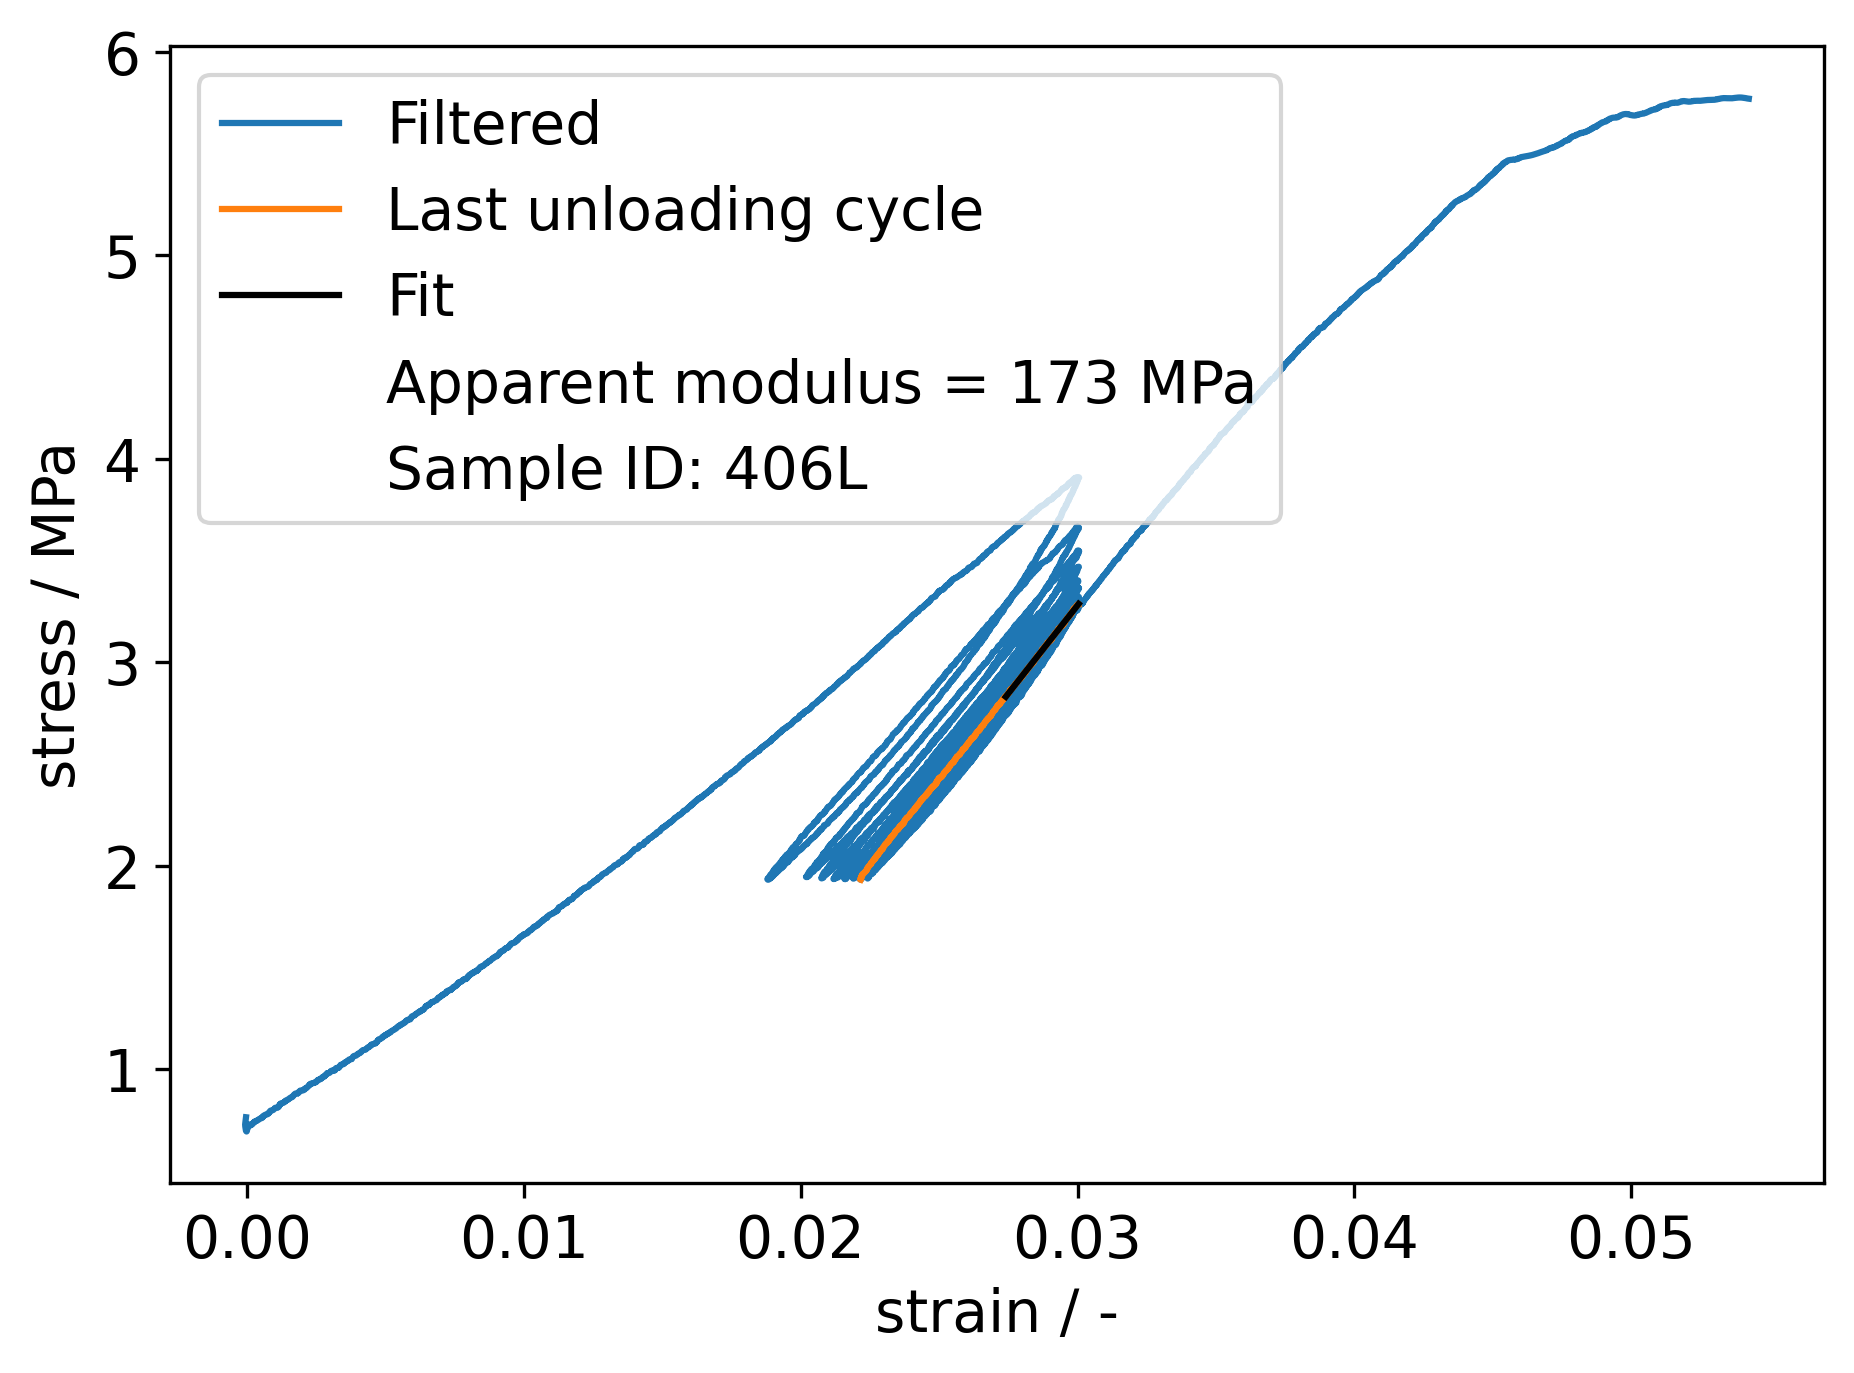 6
5
4
3
2
1
stress / MPa
Filtered
Last unloading cycle
Fit
Apparent modulus = 173 MPa
Sample ID: 406L
0.00 0.01 0.02 0.03 0.04 0.05
strain / -